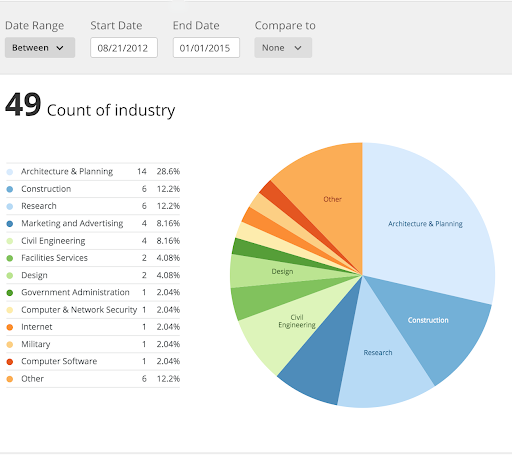 Date Range Start Date End Date Compare to
Between 08/21/2012 01/01/2015 None
49 Count of industry
Architecture & Planning 14 28.6%
Construction 6 12.2%
Research 6 12.2%
Marketing and Advertising 4 8.16%
Civil Engineering 4 8.16%
Facilities Services 2 4.08%
Design 2 4.08%
Government Administration 1 2.04%
Computer & Network Security 1 2.04%
Internet 1 2.04%
Military 1 2.04%
Computer Software 1 2.04%
Other 6 12.2%
Other
Architecture & Planning
Design
Civil
Engineering
Construction
Research